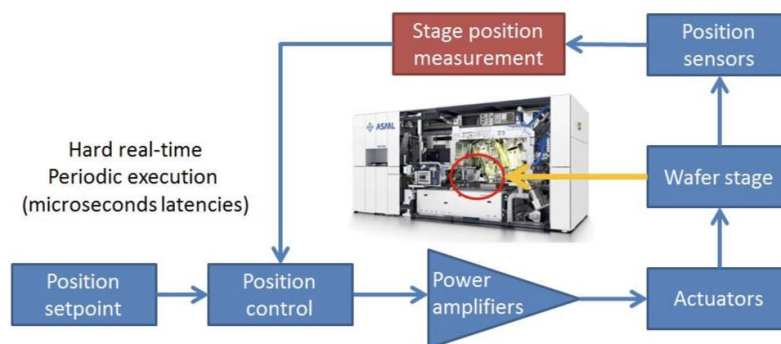 Stage position
measurement
Position
sensors
ASML
Hard real-time
Periodic execution
(microseconds latencies)
Wafer stage
Position
setpoint
Position
control
Power
amplifiers
Actuators